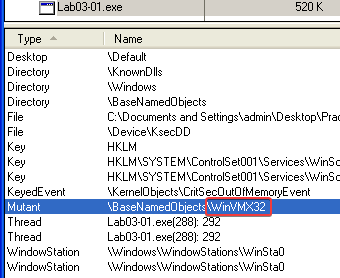 Lab03-01.exe 520 K
Type Name
Desktop \Default
Directory \KnownDlls
Directory \Windows
Directory \BaseNamedObjects
File C:\Documents and Settings\admin\Desktop\Prac
File \Device\KsecDD
Key HKLM
Key HKLM\SYSTEM\ControlSet001\Services\WinSo
Key HKLM\SYSTEM\ControlSet001\Services\WinSo
KeyedEvent \KernelObjects\CritSecOutOfMemoryEvent
Mutant \BaseNamedObjects\WinVMX32
Thread Lab03-01.exe(288): 292
Thread Lab03-01.exe(288): 292
WindowStation \Windows\WindowStations\WinSta0
WindowStation \Windows\WindowStations\WinSta0